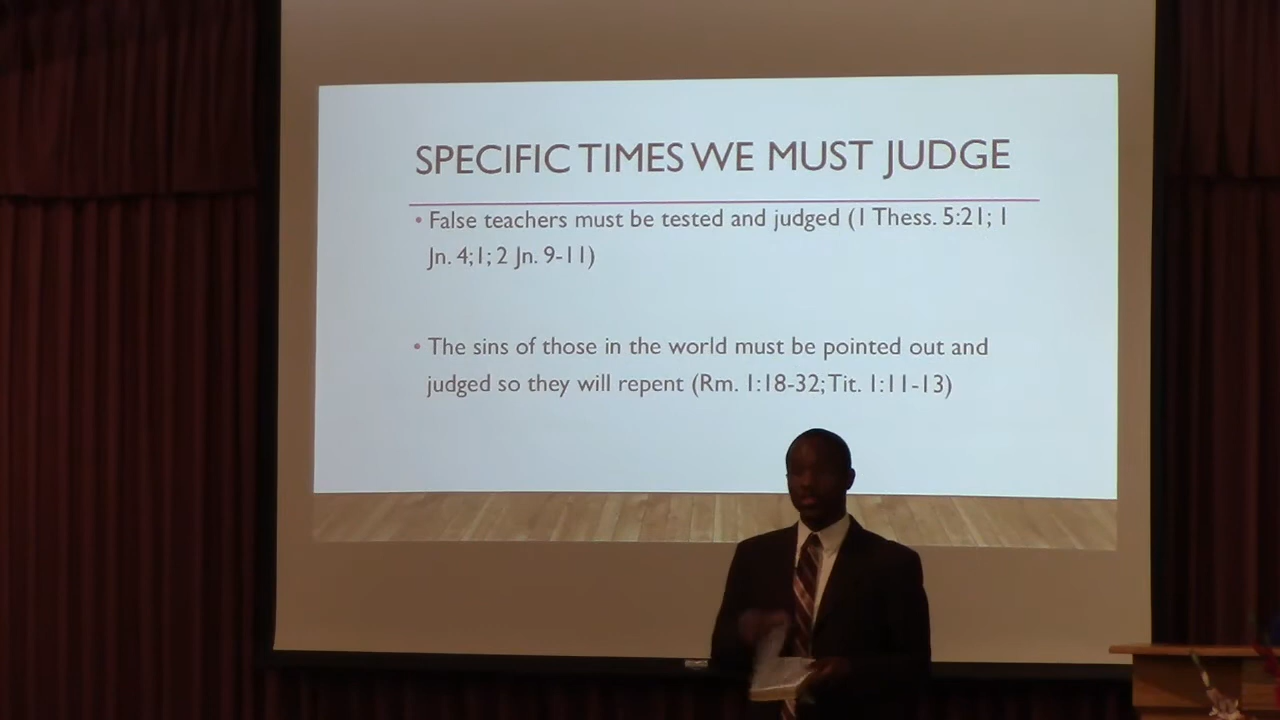 SPECIFIC TIMES WE MUST JUDGE
• False teachers must be tested and judged (1 Thess. 5:21; 1
Jn. 4;1; 2 Jn. 9-11)
• The sins of those in the world must be pointed out and
judged so they will repent (Rm. 1:18-32; Tit. 1:11-13)